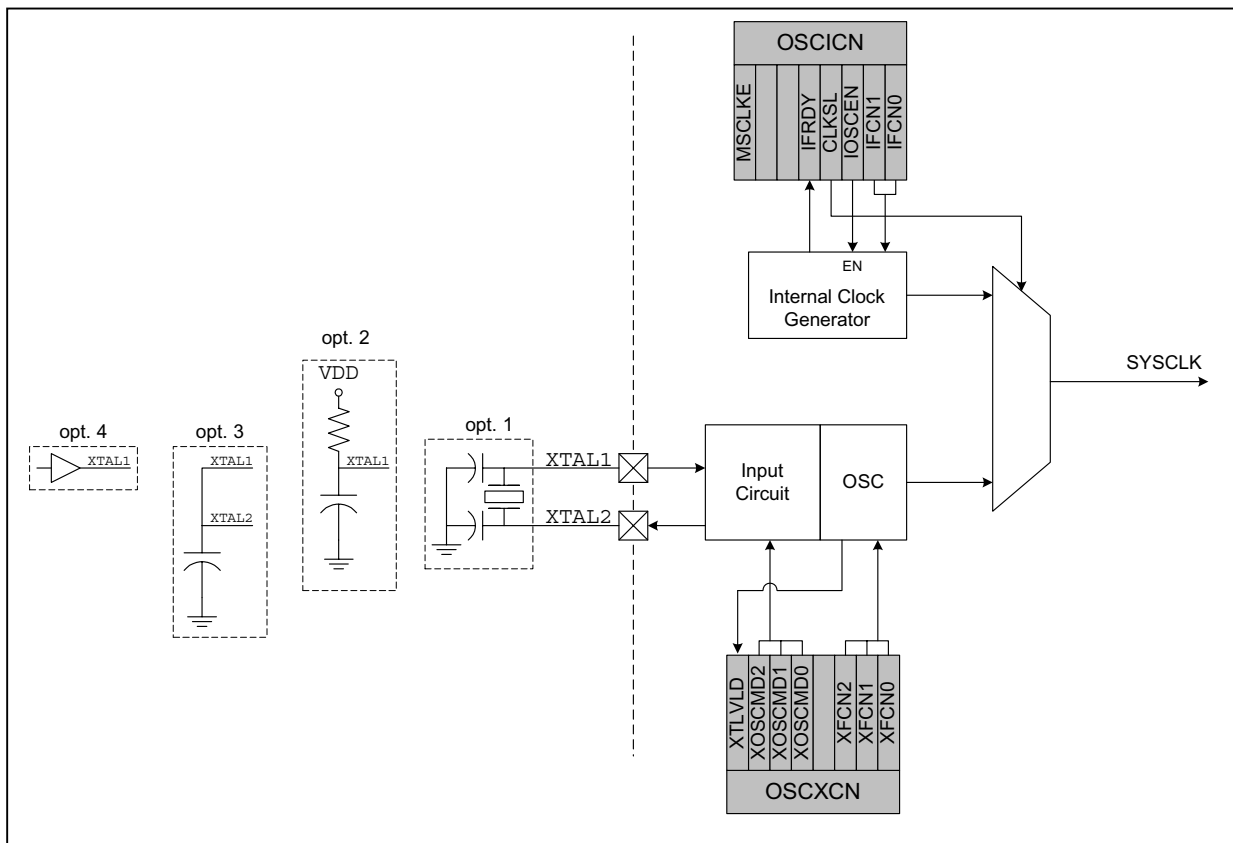 OSCICN
MSCLKE
IFRDY
CLKSL
IOSCEN
IFCN1
IFCN0
EN
Internal Clock
Generator
SYSCLK
opt. 4
XTAL1
opt. 3
XTAL1
XTAL2
opt. 2
VDD
XTAL1
opt. 1
XTAL1
XTAL2
Input
Circuit
OSC
XTLVLD
XOSCMD2
XOSCMD1
XOSCMD0
XFCN2
XFCN1
XFCN0
OSCXCN